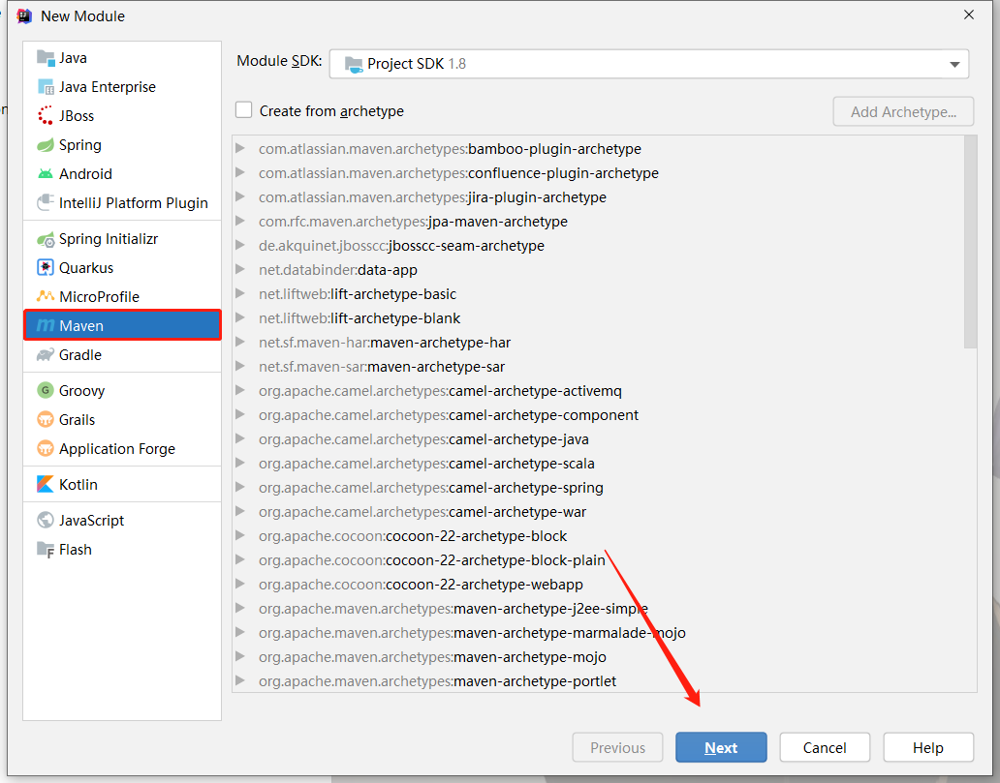 New Module
Java
Java Enterprise
JBoss
Spring
Android
IntelliJ Platform Plugin
Spring Initializr
Quarkus
MicroProfile
Maven
Gradle
Groovy
Grails
Application Forge
Kotlin
JavaScript
Flash
Module SDK: Project SDK 1.8
Create from archetype
Add Archetype...
com.atlassian.maven.archetypes:bamboo-plugin-archetype
com.atlassian.maven.archetypes:confluence-plugin-archetype
com.atlassian.maven.archetypes:jira-plugin-archetype
com.rfc.maven.archetypes:jpa-maven-archetype
de.akquinet.jbosscc:jbosscc-seam-archetype
net.databinder:data-app
net.liftweb:lift-archetype-basic
net.liftweb:lift-archetype-blank
net.sf.maven-har:maven-archetype-har
net.sf.maven-sar:maven-archetype-sar
org.apache.camel.archetypes:camel-archetype-activemq
org.apache.camel.archetypes:camel-archetype-component
org.apache.camel.archetypes:camel-archetype-java
org.apache.camel.archetypes:camel-archetype-scala
org.apache.camel.archetypes:camel-archetype-spring
org.apache.camel.archetypes:camel-archetype-war
org.apache.cocoon:cocoon-22-archetype-block
org.apache.cocoon:cocoon-22-archetype-block-plain
org.apache.cocoon:cocoon-22-archetype-webapp
org.apache.maven.archetypes:maven-archetype-j2ee-simple
org.apache.maven.archetypes:maven-archetype-marmalade-mojo
org.apache.maven.archetypes:maven-archetype-mojo
org.apache.maven.archetypes:maven-archetype-portlet
Previous
Next
Cancel
Help